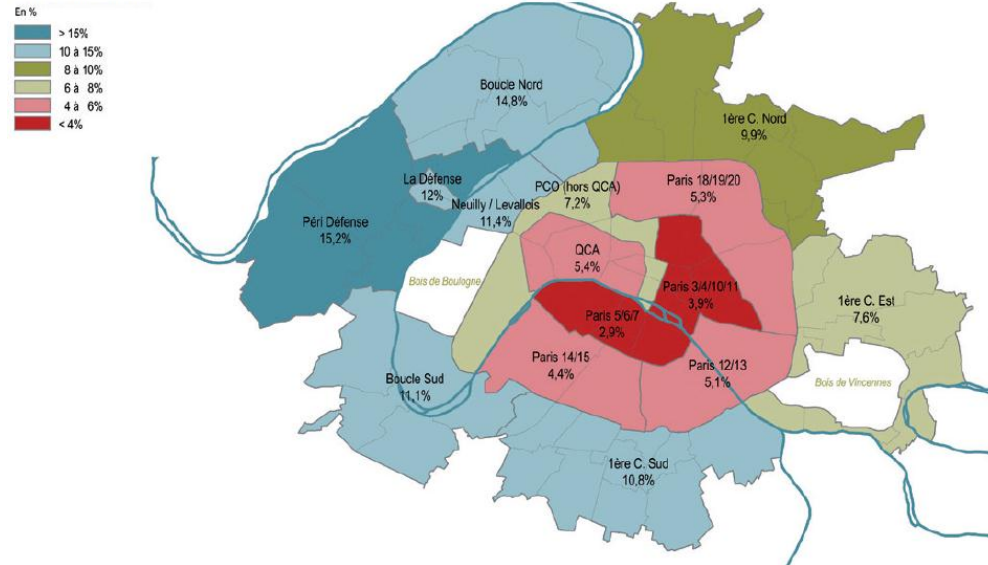 En %
> 15%
10 à 15%
8 à 10%
6 à 8%
4 à 6%
< 4%
Boucle Nord
14,8%
1ère C. Nord
9,9%
La Défense
12%
PCO (hors QCA)
7,2%
Paris 18/19/20
5,3%
Neuilly / Levallois
11,4%
Péri Défense
15,2%
QCA
5,4%
Bois de Boulogne
Paris 3/4/10/11
3,9%
1ère C. Est
7,6%
Paris 5/6/7
2,9%
Paris 14/15
4,4%
Paris 12/13
5,1%
Boucle Sud
11,1%
Bois de Vincennes
1ère C. Sud
10,8%